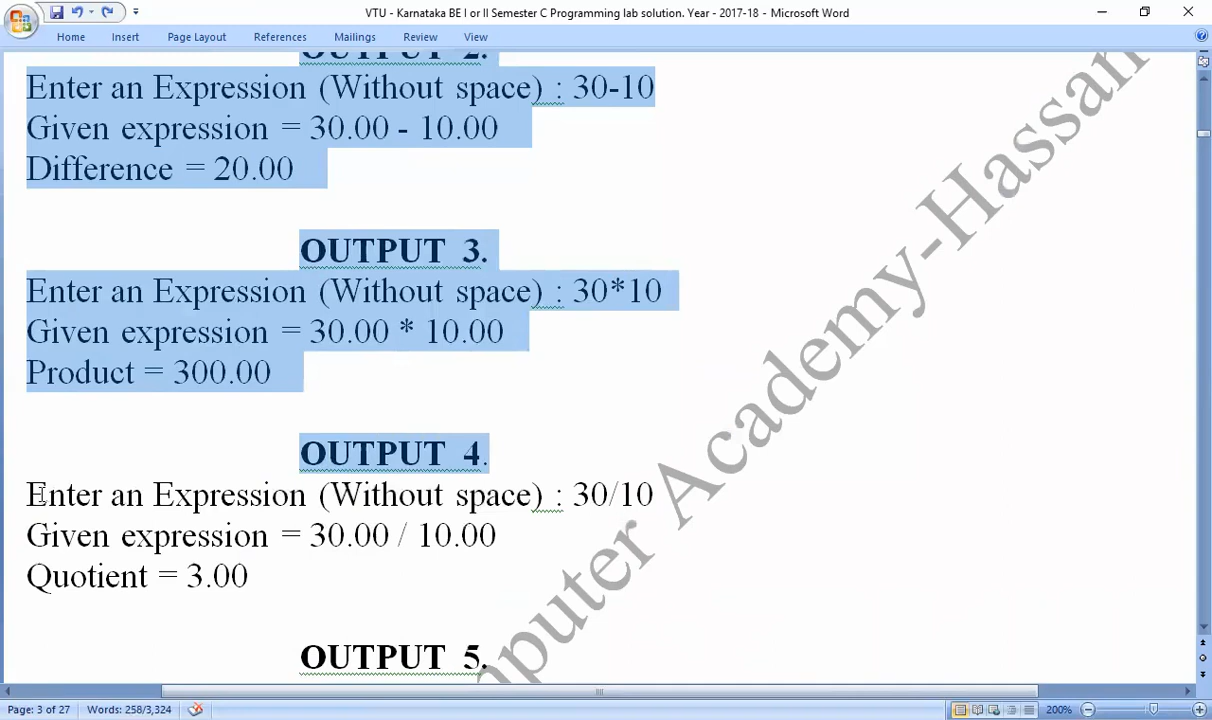 VTU - Karnataka BE I or II Semester C Programming lab solution. Year - 2017-18 - Microsoft Word
Home Insert Page Layout References Mailings Review View
OUTPUT 2.
Enter an Expression (Without space) : 30-10
Given expression = 30.00 - 10.00
Difference = 20.00
OUTPUT 3.
Enter an Expression (Without space) : 30*10
Given expression = 30.00 * 10.00
Product = 300.00
OUTPUT 4.
Enter an Expression (Without space) : 30/10
Given expression = 30.00 / 10.00
Quotient = 3.00
OUTPUT 5.
mputer Academy-Hassan
Page: 3 of 27 Words: 258/3,324 200%